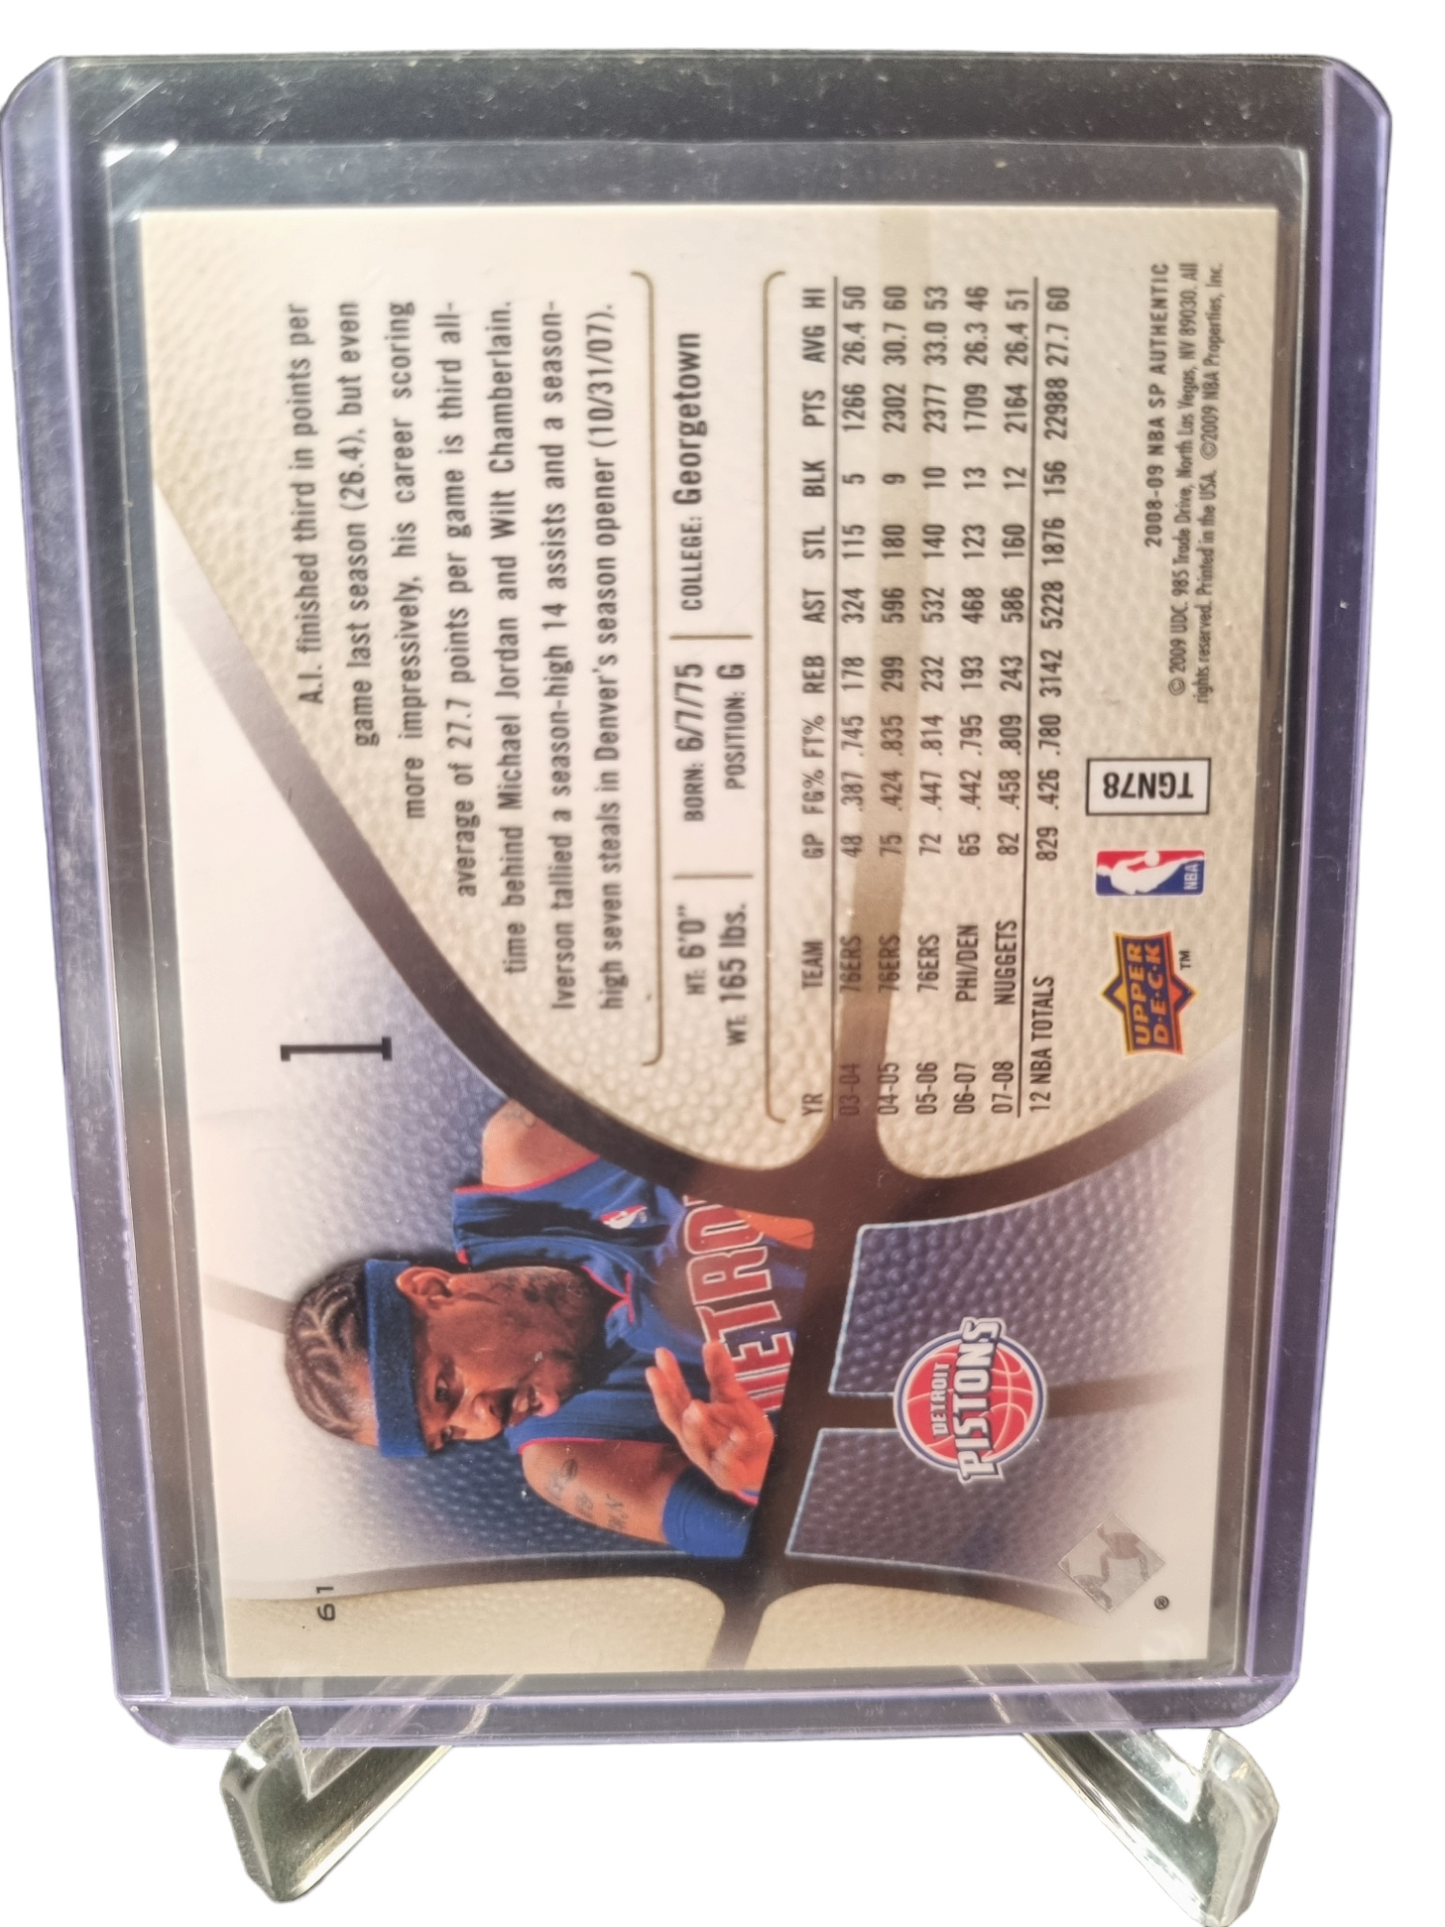 61
1
A.I. finished third in points per
game last season (26.4), but even
more impressively, his career scoring
average of 27.7 points per game is third all-
time behind Michael Jordan and Wilt Chamberlain.
Iverson tallied a season-high 14 assists and a season-
high seven steals in Denver's season opener (10/31/07).
HT: 6'0" BORN: 6/7/75 COLLEGE: Georgetown
WT: 165 lbs. POSITION: G
YR TEAM GP FG% FT% REB AST STL BLK PTS AVG HI
03-04 76ERS 48 .387 .745 178 324 115 5 1266 26.4 50
04-05 76ERS 75 .424 .835 299 596 180 9 2302 30.7 60
05-06 76ERS 72 .447 .814 232 532 140 10 2377 33.0 53
06-07 PHI/DEN 65 .442 .795 193 468 123 13 1709 26.3 46
07-08 NUGGETS 82 .458 .809 243 586 160 12 2164 26.4 51
12 NBA TOTALS 829 .426 .780 3142 5228 1876 156 22988 27.7 60
DETRO
DETROIT
PISTONS
®
UPPER
D·E·C·K
TM
NBA
TGN78
2008-09 NBA SP AUTHENTIC
© 2009 UDC. 985 Trade Drive, North Las Vegas, NV 89030. All
rights reserved. Printed in the USA. ©2009 NBA Properties, Inc.